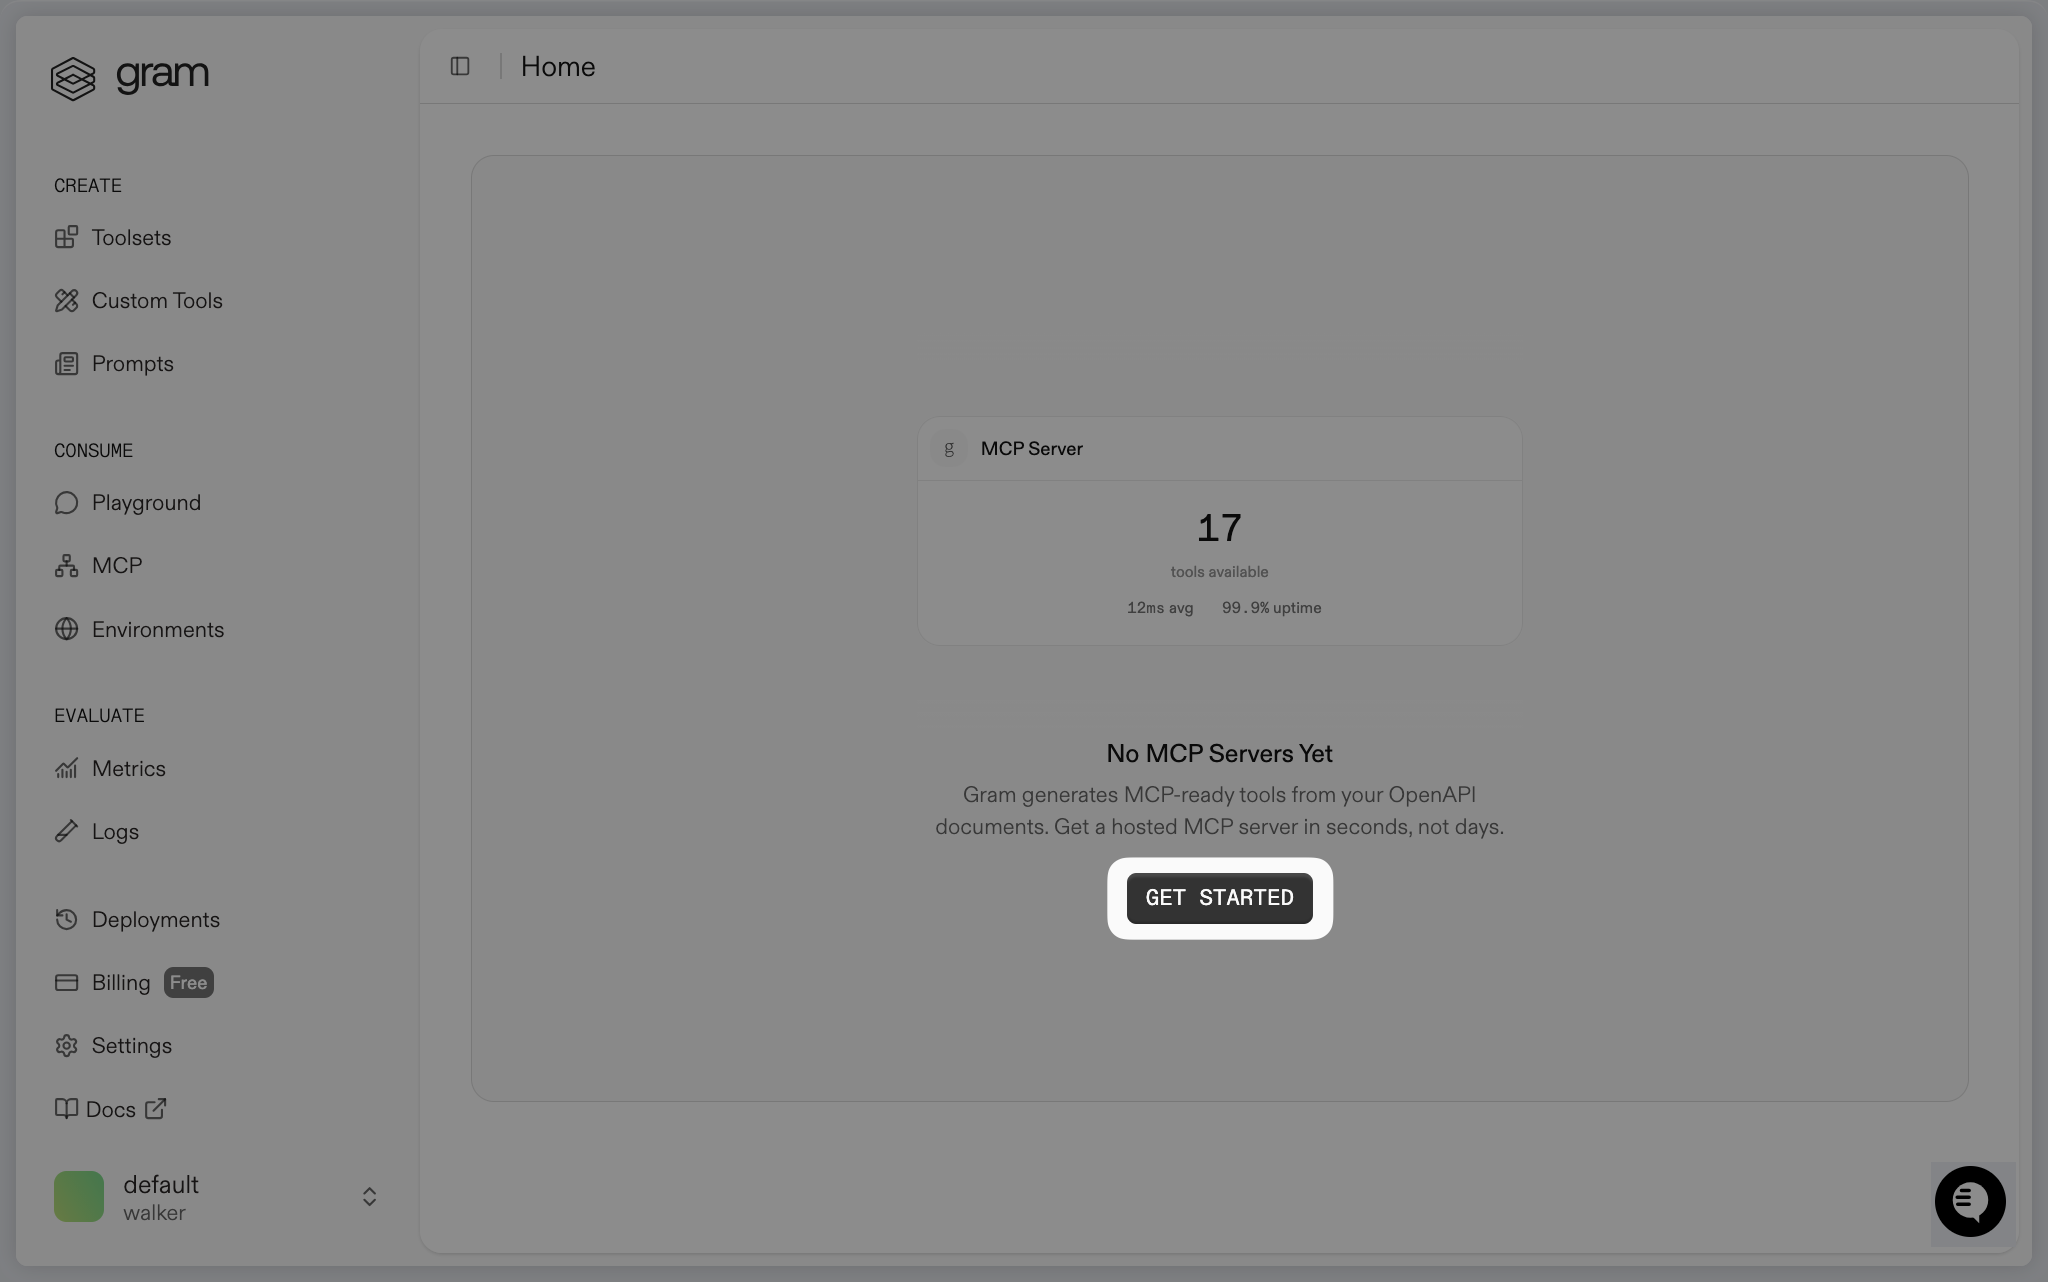 gram
Home
CREATE
Toolsets
Custom Tools
Prompts
CONSUME
Playground
MCP
Environments
EVALUATE
Metrics
Logs
Deployments
Billing Free
Settings
Docs
default
walker
g MCP Server
17
tools available
12ms avg 99.9% uptime
No MCP Servers Yet
Gram generates MCP-ready tools from your OpenAPI
documents. Get a hosted MCP server in seconds, not days.
GET STARTED